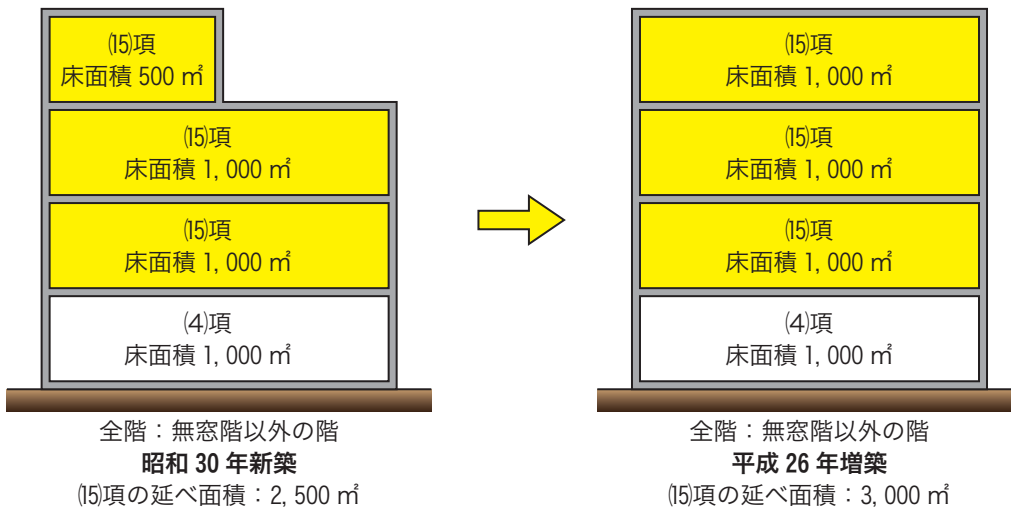 ⒂項
床面積 500 ㎡
⒂項
床面積 1, 000 ㎡
⒂項
床面積 1, 000 ㎡
⑷項
床面積 1, 000 ㎡
全階：無窓階以外の階
昭和 30 年新築
⒂項の延べ面積：2, 500 ㎡
⒂項
床面積 1, 000 ㎡
⒂項
床面積 1, 000 ㎡
⒂項
床面積 1, 000 ㎡
⑷項
床面積 1, 000 ㎡
全階：無窓階以外の階
平成 26 年増築
⒂項の延べ面積：3, 000 ㎡